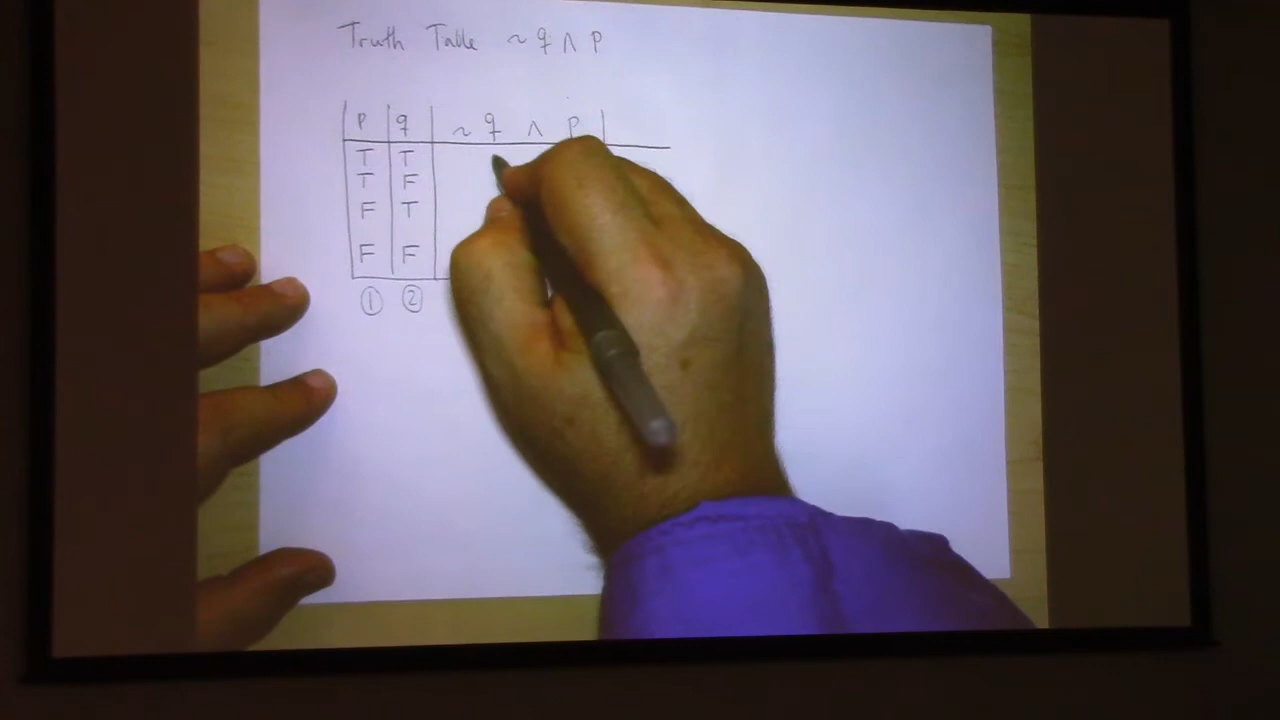 Truth Table ~ q ∧ p
p q ~ q ∧ p
T T
T F
F T
F F
① ②